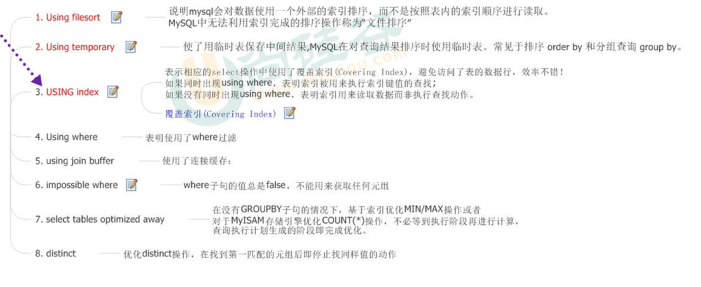 1. Using filesort
说明mysql会对数据使用一个外部的索引排序，而不是按照表内的索引顺序进行读取。
MySQL中无法利用索引完成的排序操作称为“文件排序”
2. Using temporary
使了用临时表保存中间结果,MySQL在对查询结果排序时使用临时表。常见于排序 order by 和分组查询 group by。
3. USING index
表示相应的select操作中使用了覆盖索引(Covering Index)，避免访问了表的数据行，效率不错！
如果同时出现using where，表明索引被用来执行索引键值的查找；
如果没有同时出现using where，表明索引用来读取数据而非执行查找动作。
覆盖索引(Covering Index)
4. Using where
表明使用了where过滤
5. using join buffer
使用了连接缓存：
6. impossible where
where子句的值总是false，不能用来获取任何元组
7. select tables optimized away
在没有GROUPBY子句的情况下，基于索引优化MIN/MAX操作或者
对于MyISAM存储引擎优化COUNT(*)操作，不必等到执行阶段再进行计算，
查询执行计划生成的阶段即完成优化。
8. distinct
优化distinct操作，在找到第一匹配的元组后即停止找同样值的动作